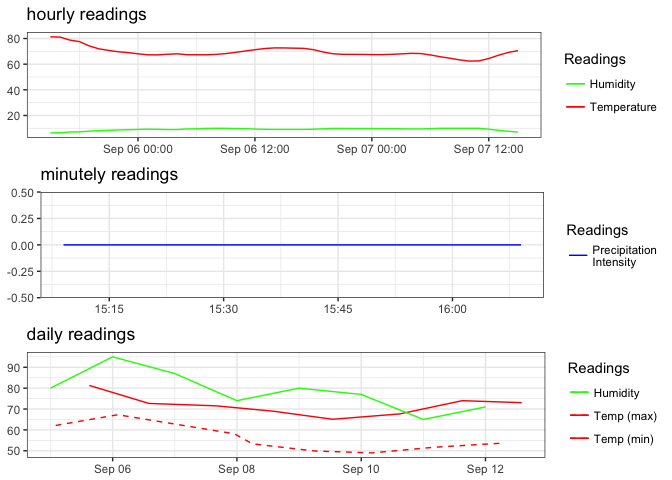 hourly readings
80
60
40
20
Sep 06 00:00 Sep 06 12:00 Sep 07 00:00 Sep 07 12:00
Readings
Humidity
Temperature
minutely readings
0.50
0.25
0.00
-0.25
-0.50
15:15 15:30 15:45 16:00
Readings
Precipitation
Intensity
daily readings
90
80
70
60
50
Sep 06 Sep 08 Sep 10 Sep 12
Readings
Humidity
Temp (max)
Temp (min)